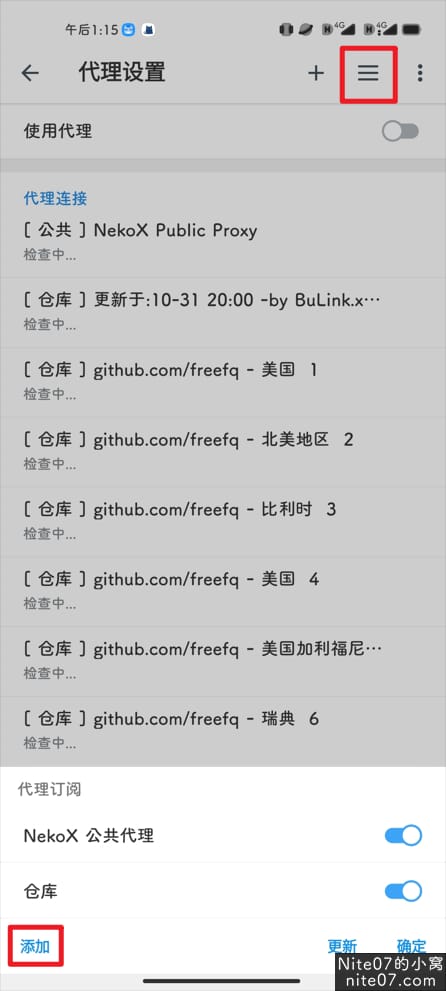 午后1:15
4G
4G
代理设置
使用代理
代理连接
[ 公共 ] NekoX Public Proxy
检查中...
[ 仓库 ] 更新于:10-31 20:00 -by BuLink.x…
检查中...
[ 仓库 ] github.com/freefq - 美国 1
检查中...
[ 仓库 ] github.com/freefq - 北美地区 2
检查中...
[ 仓库 ] github.com/freefq - 比利时 3
检查中...
[ 仓库 ] github.com/freefq - 美国 4
检查中...
[ 仓库 ] github.com/freefq - 美国加利福尼…
检查中...
[ 仓库 ] github.com/freefq - 瑞典 6
检查中...
代理订阅
NekoX 公共代理
仓库
添加 更新 确定
Nite07的小窝
nite07.com